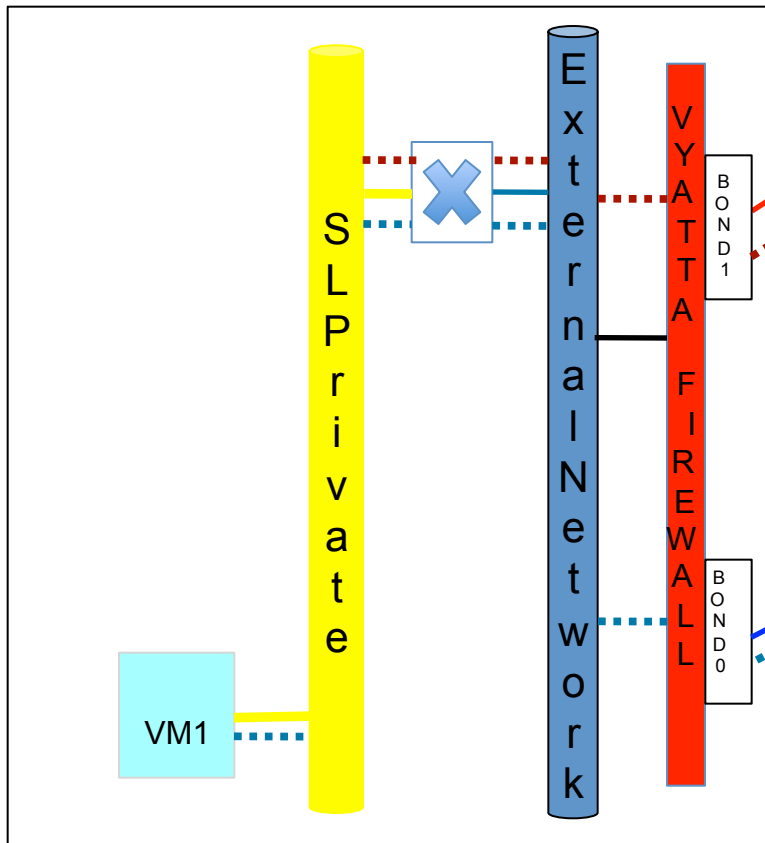 SLPrivate
ExternalNetwork
VYATTA FIREWALL
BOND1
BOND0
VM1